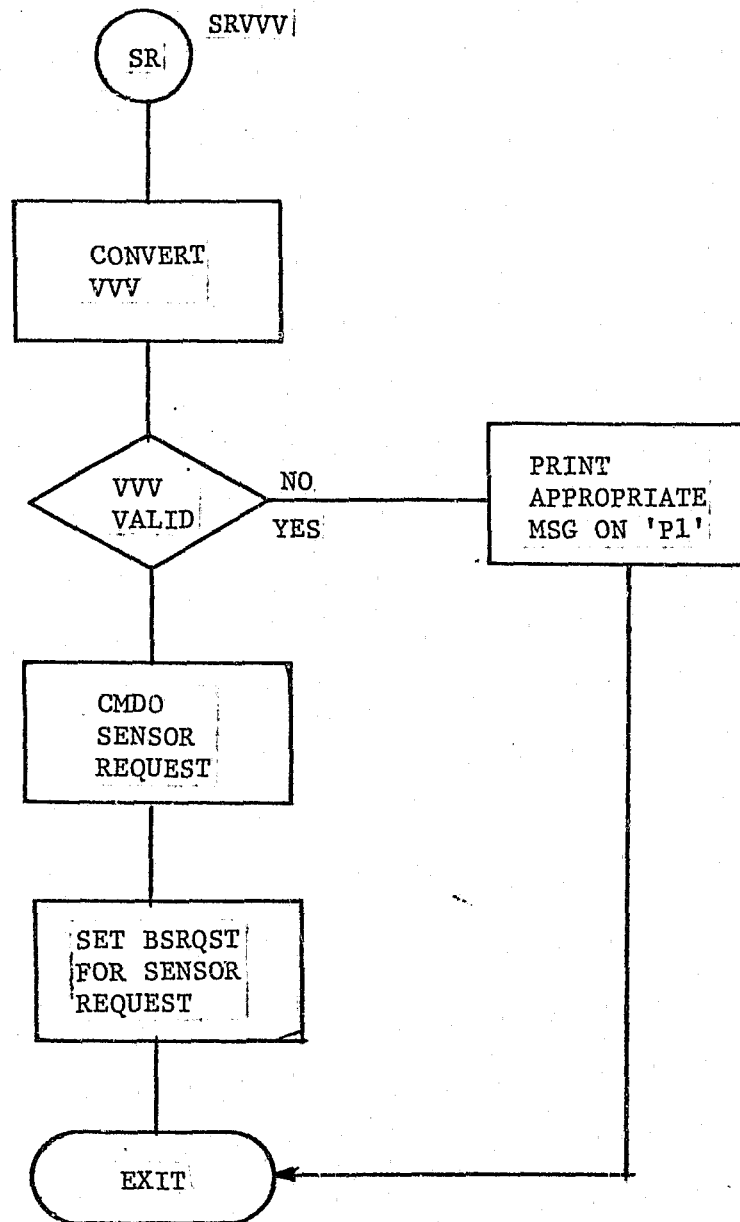 SRVVV
SR
CONVERT
VVV
VVV
VALID
NO
YES
PRINT
APPROPRIATE
MSG ON 'P1'
CMDO
SENSOR
REQUEST
SET BSRQST
FOR SENSOR
REQUEST
EXIT